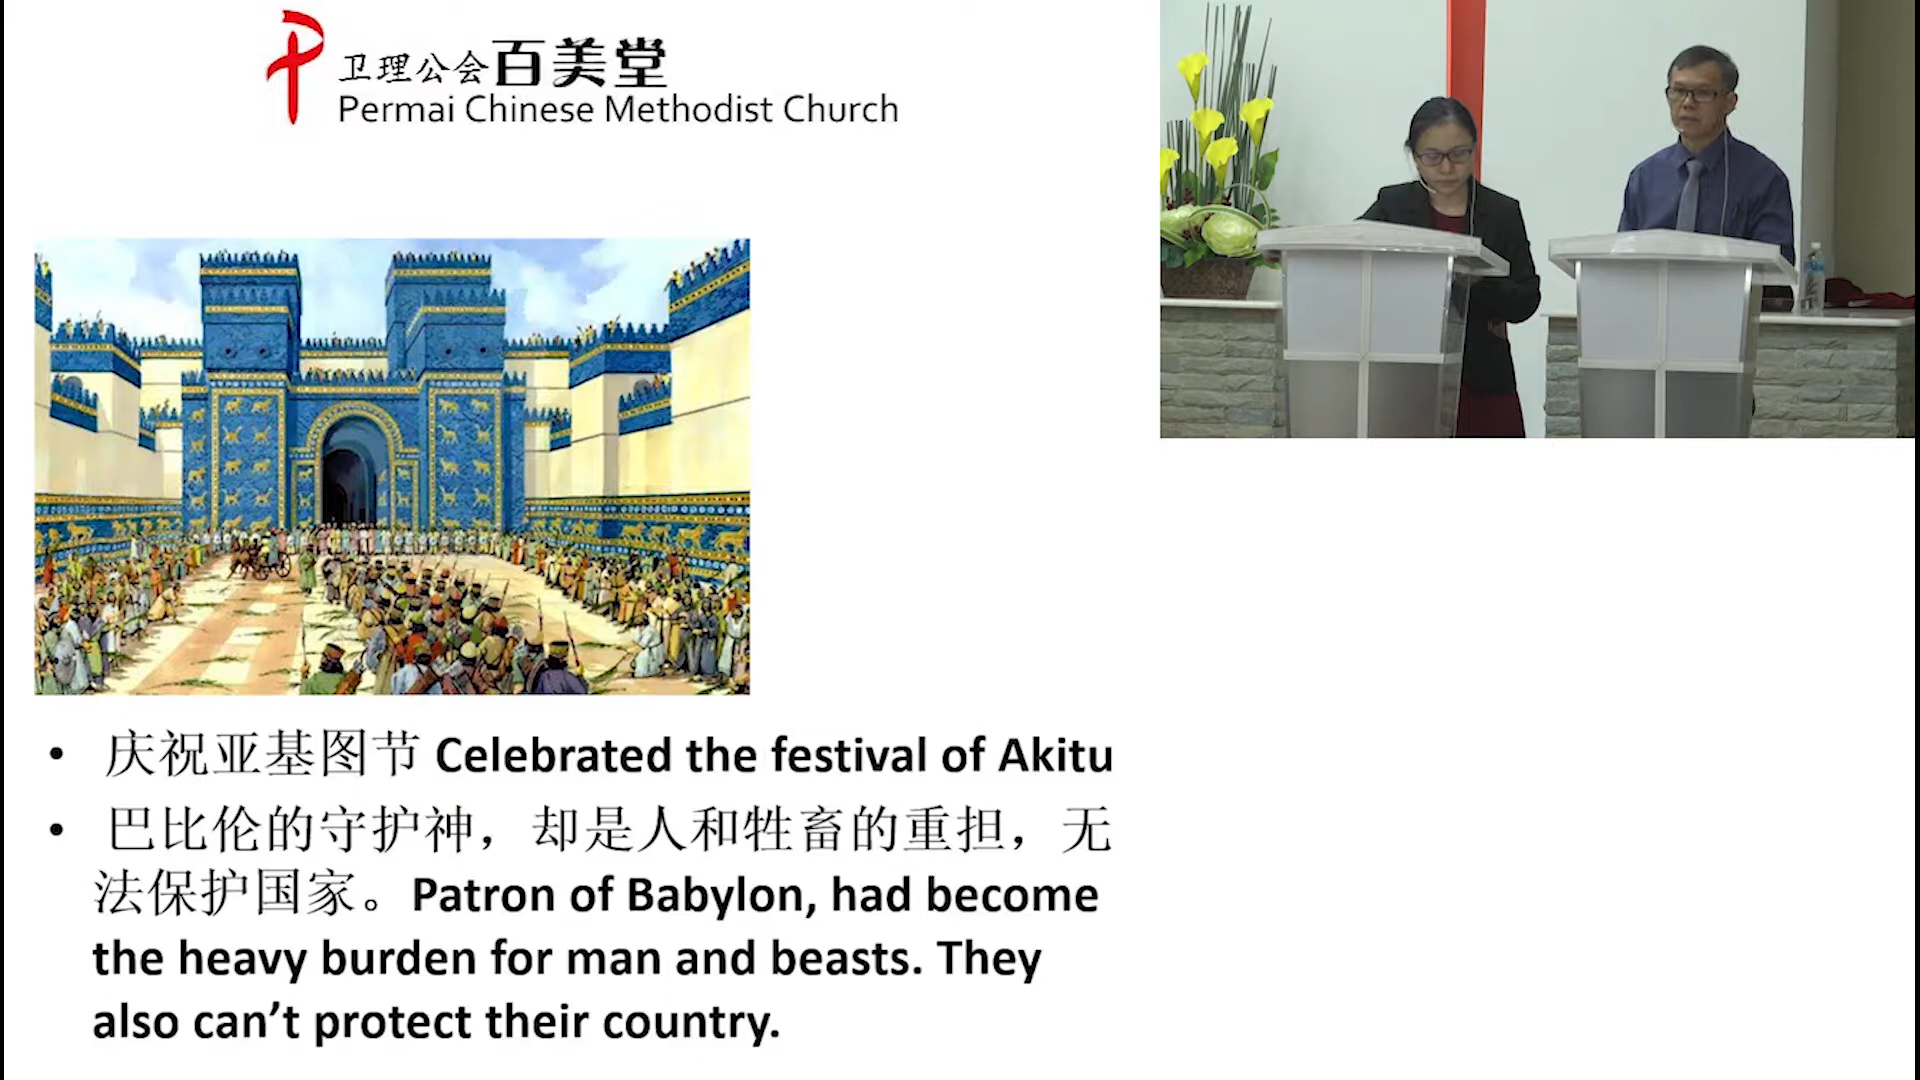 卫理公会百美堂
Permai Chinese Methodist Church
• 庆祝亚基图节 Celebrated the festival of Akitu
• 巴比伦的守护神，却是人和牲畜的重担，无
法保护国家。Patron of Babylon, had become
the heavy burden for man and beasts. They
also can’t protect their country.